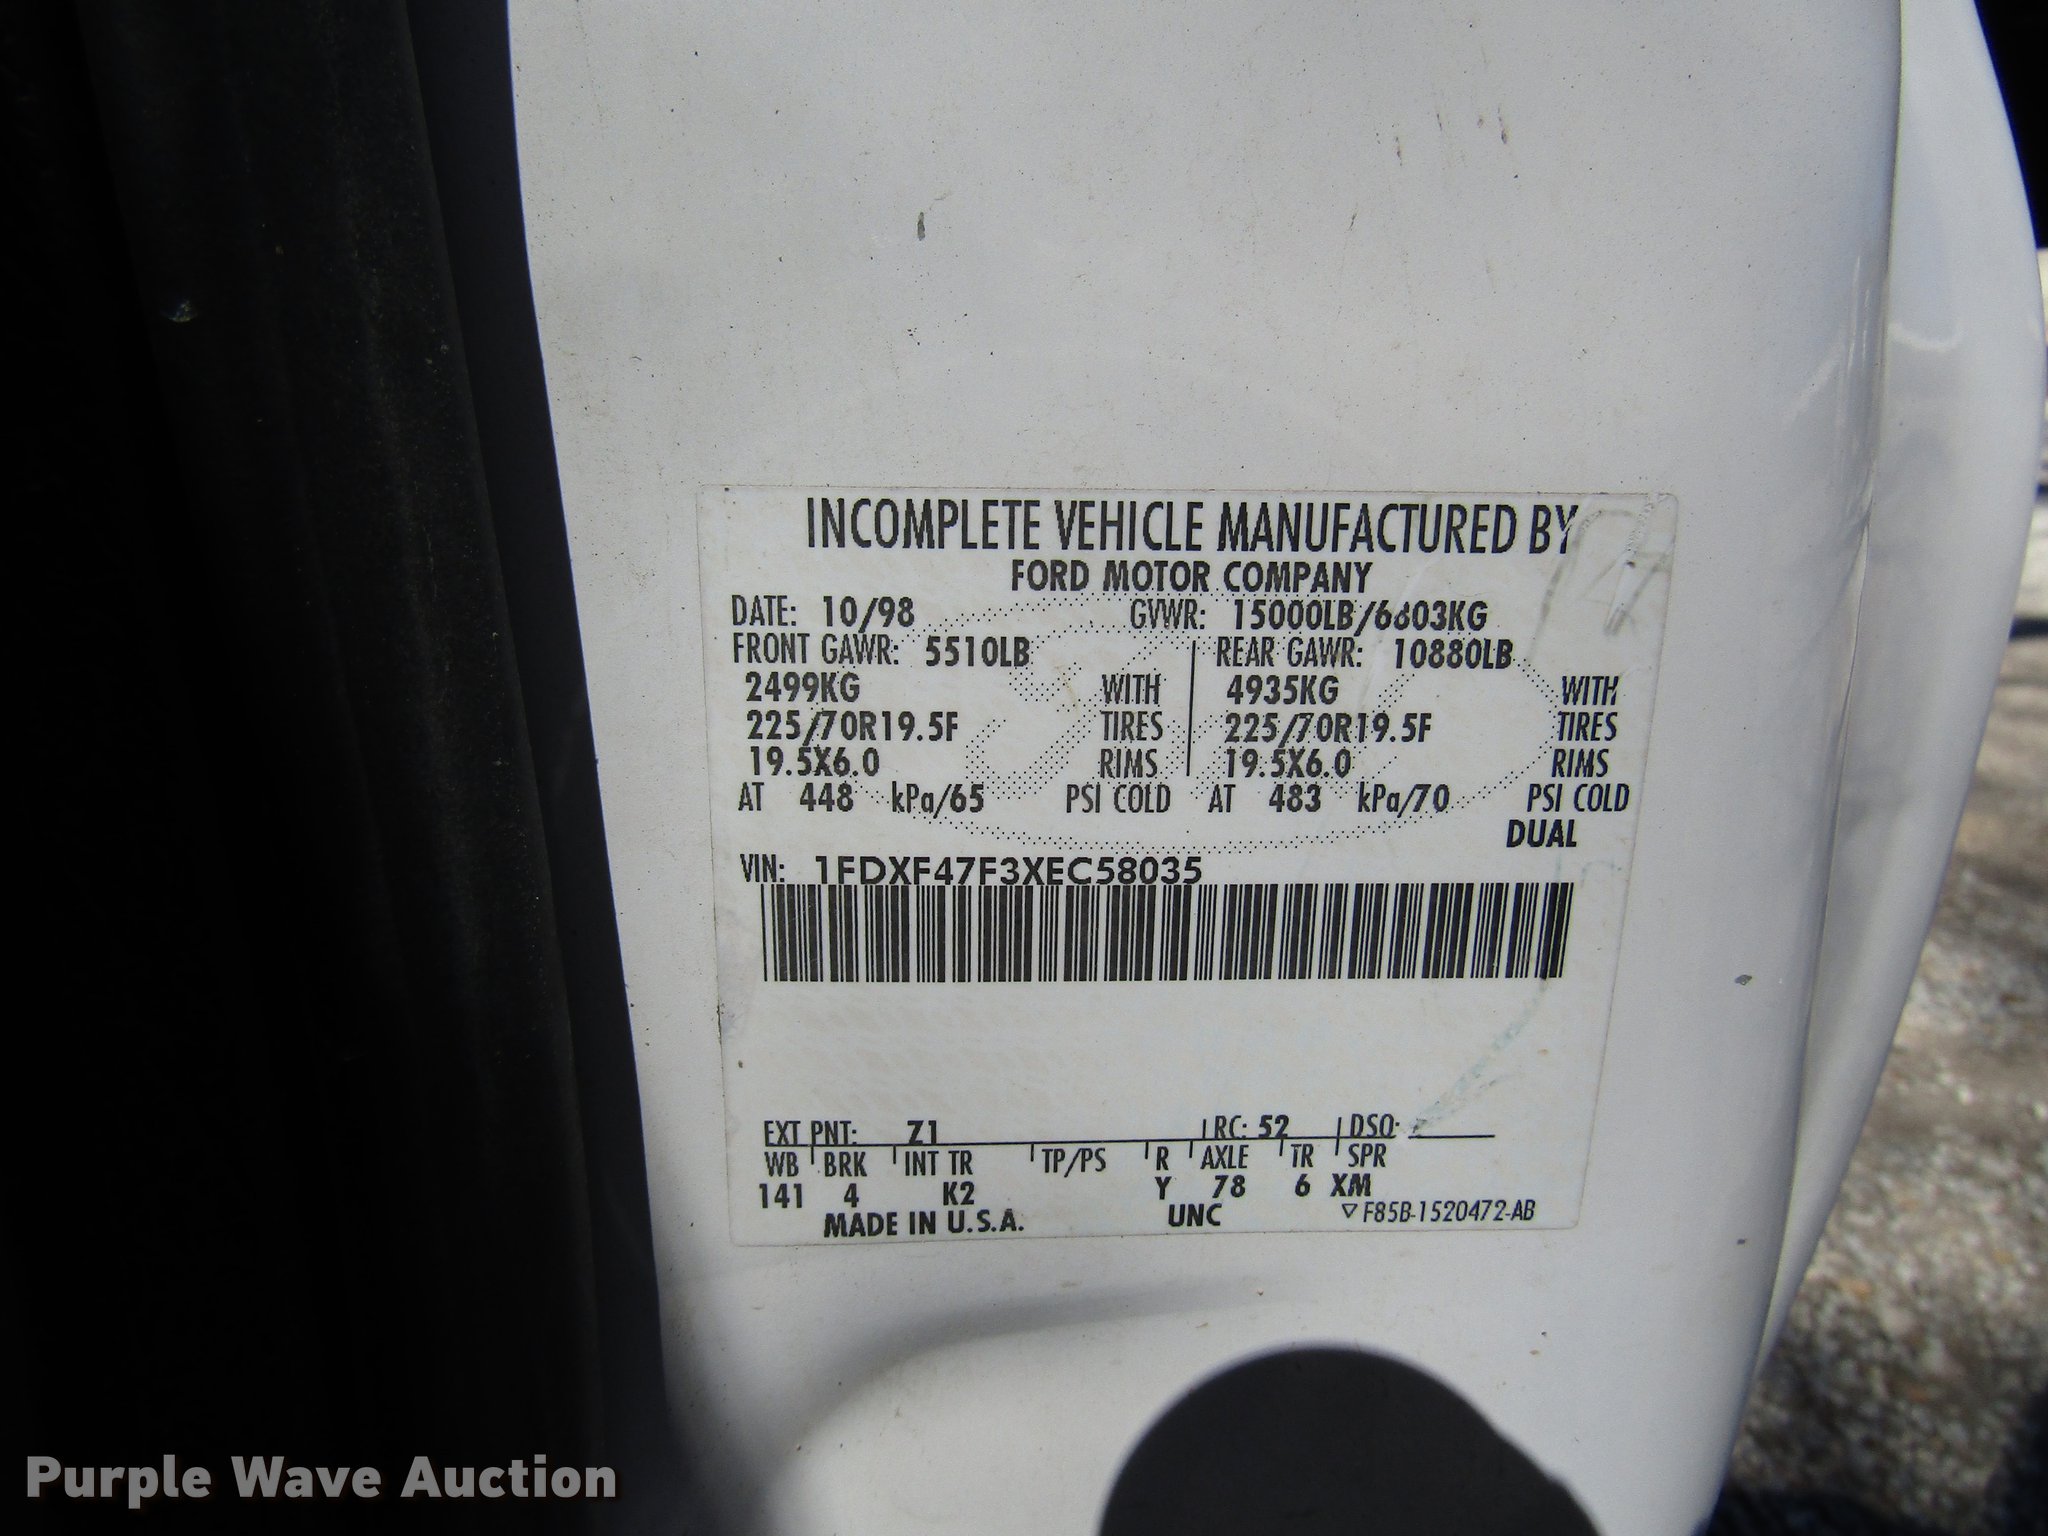 INCOMPLETE VEHICLE MANUFACTURED BY
FORD MOTOR COMPANY
DATE: 10/98 GVWR: 15000LB/6803KG
FRONT GAWR: 5510LB REAR GAWR: 10880LB
2499KG WITH 4935KG WITH
225/70R19.5F TIRES 225/70R19.5F TIRES
19.5X6.0 RIMS 19.5X6.0 RIMS
AT 448 kPa/65 PSI COLD AT 483 kPa/70 PSI COLD
DUAL
VIN: 1FDXF47F3XEC58035
EXT PNT: Z1 RC: 52 DSO:
WB BRK INT TR TP/PS R AXLE TR SPR
141 4 K2 Y 78 6 XM
MADE IN U.S.A. UNC ▽ F85B-1520472-AB
Purple Wave Auction